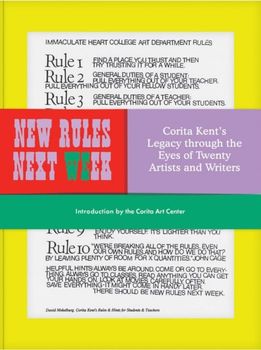 IMMACULATE HEART COLLEGE ART DEPARTMENT RULES
Rule 1 FIND A PLACE YOU TRUST AND THEN
TRY TRUSTING IT FOR A WHILE.
Rule 2 GENERAL DUTIES OF A STUDENT:
PULL EVERYTHING OUT OF YOUR TEACHER.
PULL EVERYTHING OUT OF YOUR FELLOW STUDENTS.
Rule 3 GENERAL DUTIES OF A TEACHER:
PULL EVERYTHING OUT OF YOUR STUDENTS.
NEW RULES
NEXT WEEK
Corita Kent's
Legacy through the
Eyes of Twenty
Artists and Writers
Introduction by the Corita Art Center
Rule 9
ENJOY YOURSELF. IT'S LIGHTER THAN YOU
THINK.
Rule 10 "WE'RE BREAKING ALL OF THE RULES. EVEN
OUR OWN RULES AND HOW DO WE DO THAT?
BY LEAVING PLENTY OF ROOM FOR X QUANTITIES." JOHN CAGE
HELPFUL HINTS: ALWAYS BE AROUND. COME OR GO TO EVERY-
THING. ALWAYS GO TO CLASSES. READ ANYTHING YOU CAN GET
YOUR HANDS ON. LOOK AT MOVIES CAREFULLY, OFTEN.
SAVE EVERYTHING-IT MIGHT COME IN HANDY LATER.
THERE SHOULD BE NEW RULES NEXT WEEK.
David Mekelburg, Corita Kent's Rules & Hints for Students & Teachers